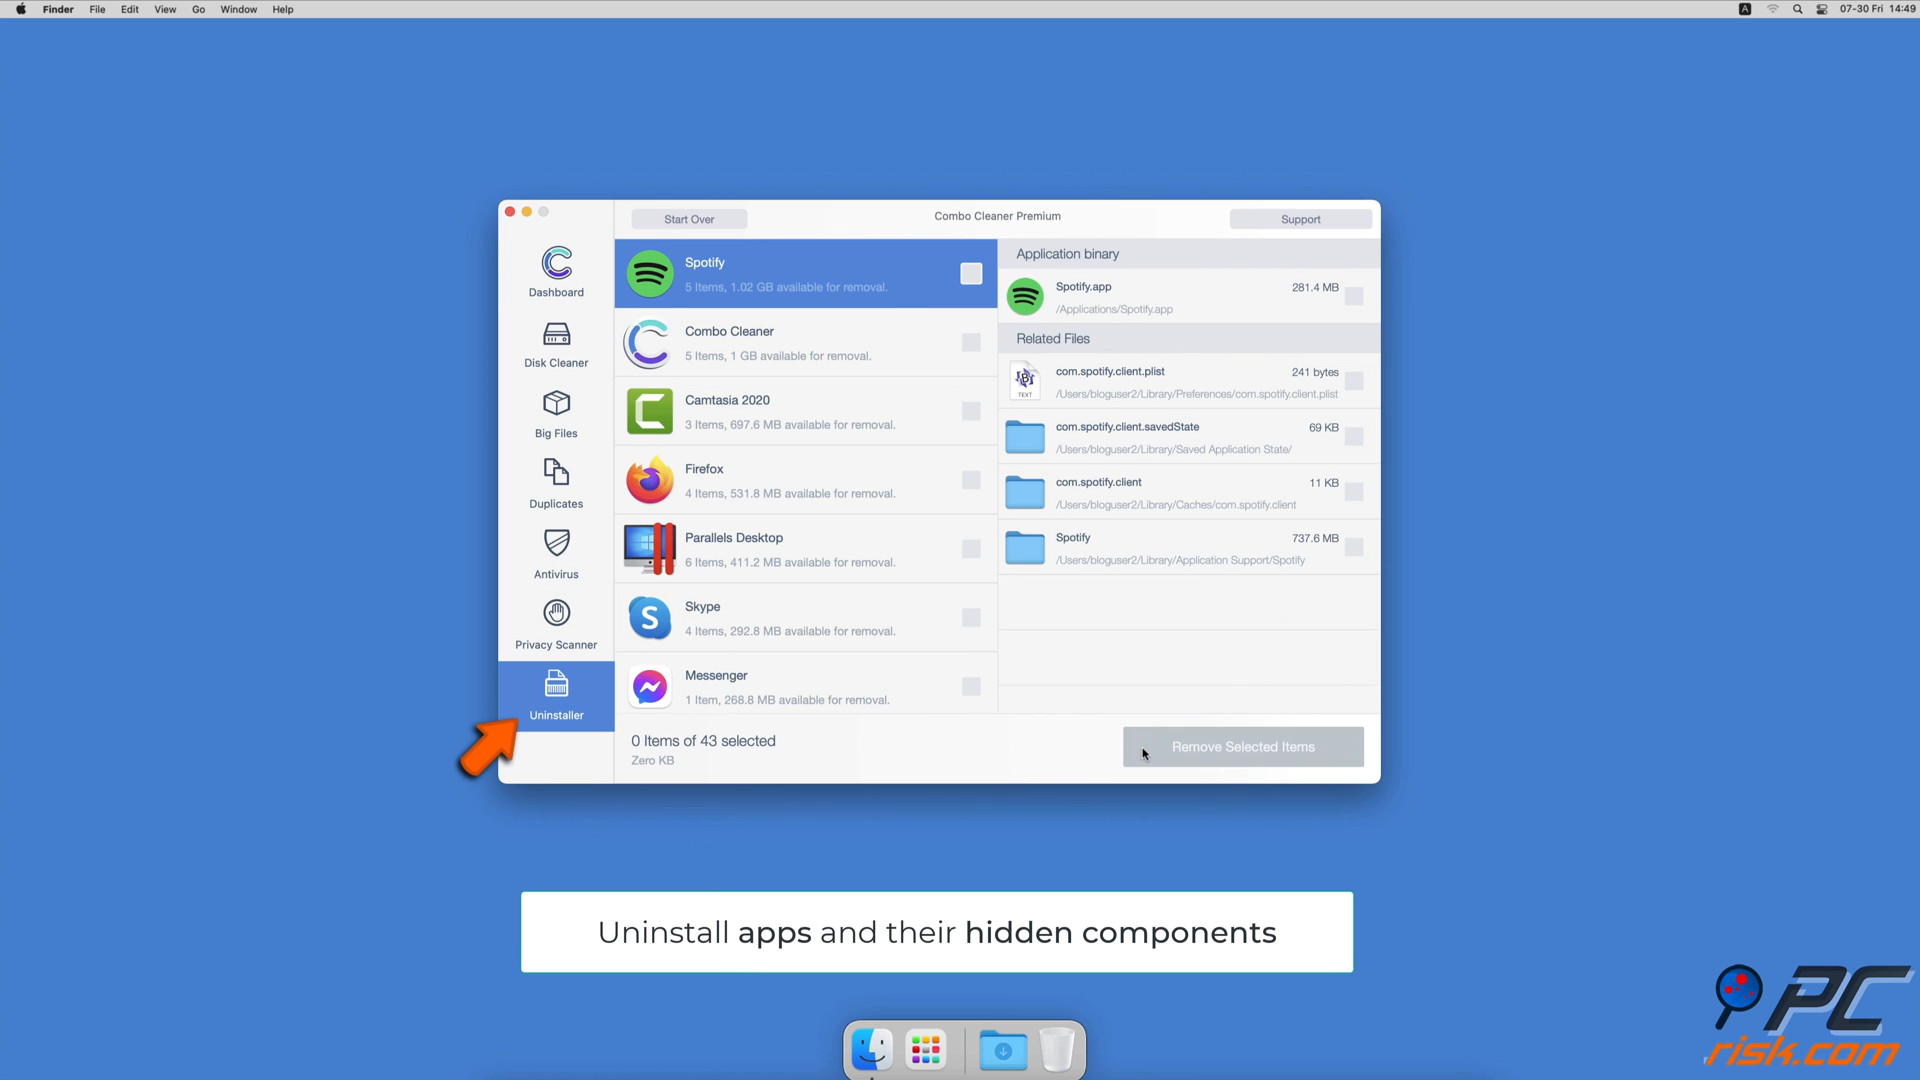 Finder File Edit View Go Window Help
A 07-30 Fri 14:49
Start Over
Combo Cleaner Premium
Support
Dashboard
Disk Cleaner
Big Files
Duplicates
Antivirus
Privacy Scanner
Uninstaller
Spotify
5 Items, 1.02 GB available for removal.
Combo Cleaner
5 Items, 1 GB available for removal.
Camtasia 2020
3 Items, 697.6 MB available for removal.
Firefox
4 Items, 531.8 MB available for removal.
Parallels Desktop
6 Items, 411.2 MB available for removal.
Skype
4 Items, 292.8 MB available for removal.
Messenger
1 Item, 268.8 MB available for removal.
Application binary
Spotify.app 281.4 MB
/Applications/Spotify.app
Related Files
com.spotify.client.plist 241 bytes
/Users/bloguser2/Library/Preferences/com.spotify.client.plist
TEXT
com.spotify.client.savedState 69 KB
/Users/bloguser2/Library/Saved Application State/
com.spotify.client 11 KB
/Users/bloguser2/Library/Caches/com.spotify.client
Spotify 737.6 MB
/Users/bloguser2/Library/Application Support/Spotify
0 Items of 43 selected
Zero KB
Remove Selected Items
Uninstall apps and their hidden components
PC
risk.com